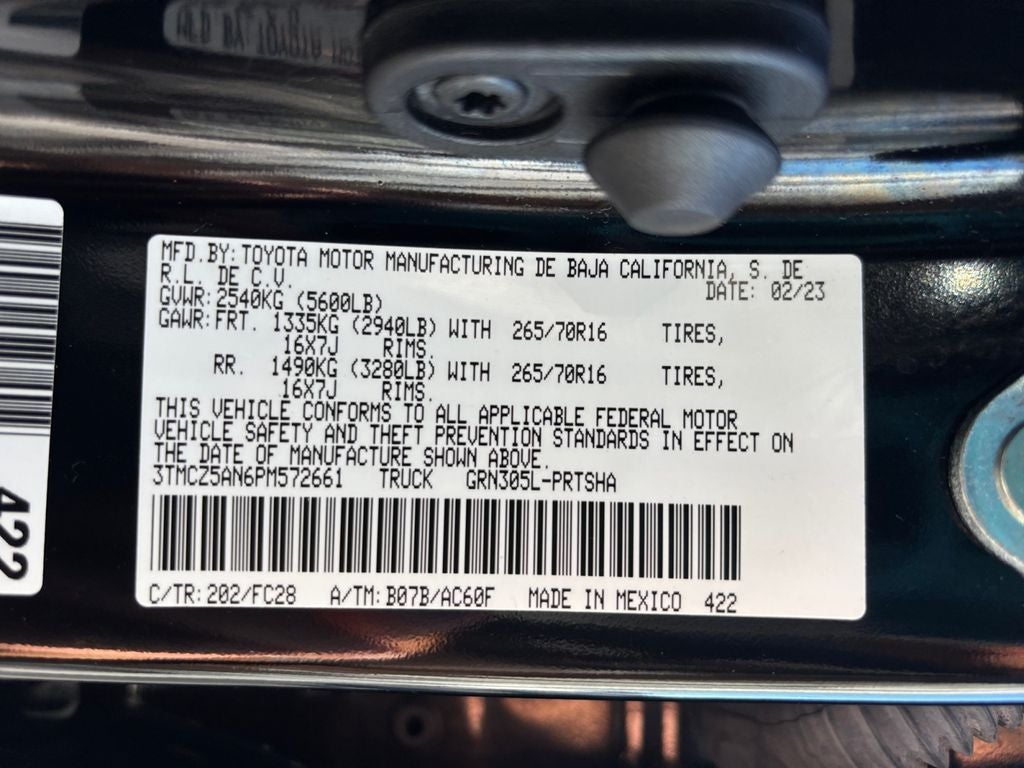 MFD.BY:TOYOTA MOTOR MANUFACTURING DE BAJA CALIFORNIA, S. DE
R.L. DE C.V.
DATE: 02/23
GVWR:2540KG (5600LB)
GAWR:FRT. 1335KG (2940LB) WITH 265/70R16 TIRES,
16X7J RIMS.
RR. 1490KG (3280LB) WITH 265/70R16 TIRES,
16X7J RIMS.
THIS VEHICLE CONFORMS TO ALL APPLICABLE FEDERAL MOTOR
VEHICLE SAFETY AND THEFT PREVENTION STANDARDS IN EFFECT ON
THE DATE OF MANUFACTURE SHOWN ABOVE.
3TMCZ5AN6PM572661 TRUCK GRN305L-PRTSHA
C/TR:202/FC28 A/TM:B07B/AC60F MADE IN MEXICO 422
A22